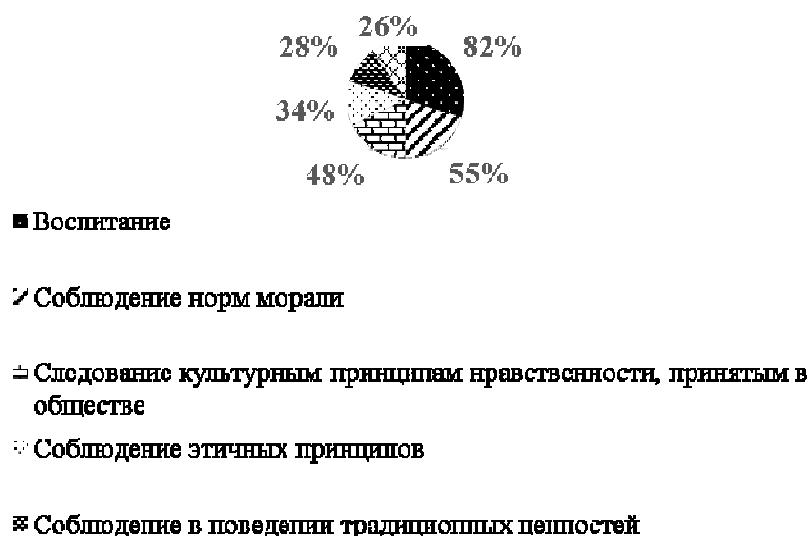 26%
28% 82%
34%
48% 55%
Воспитание
Соблюдение норм морали
Следование культурным принципам нравственности, принятым в
обществе
Соблюдение этичных принципов
Соблюдение в поведении традиционных ценностей